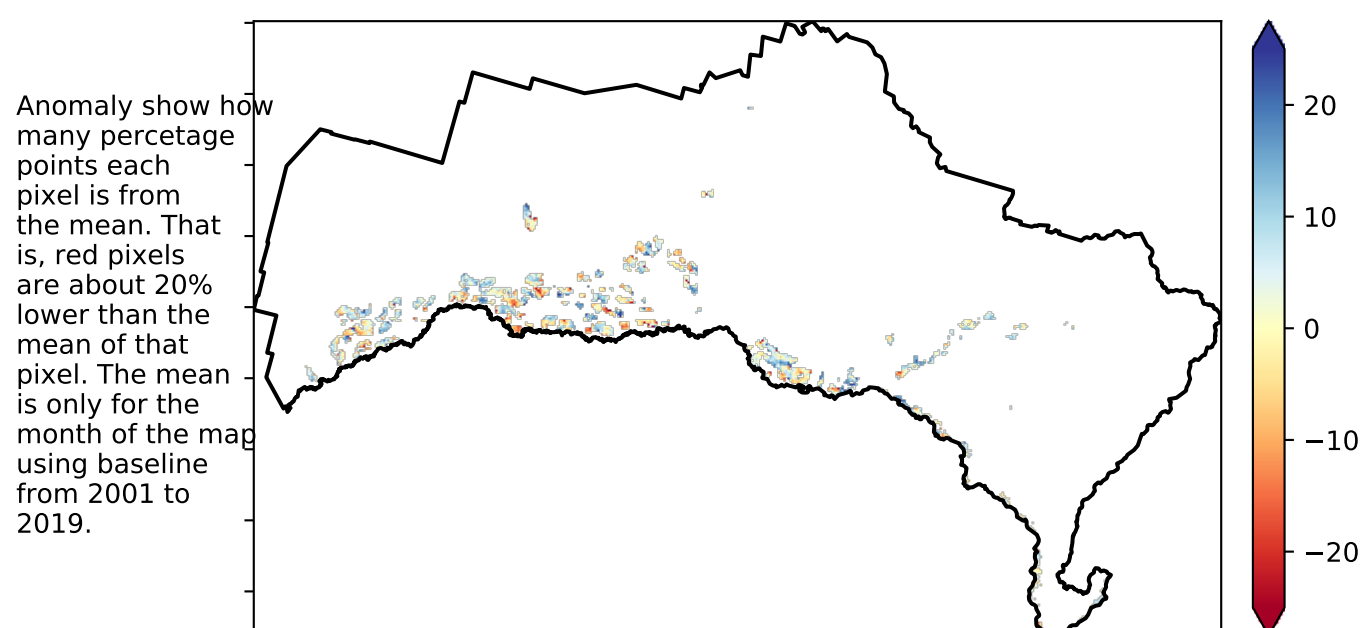 Anomaly show how
many percetage
points each
pixel is from
the mean. That
is, red pixels
are about 20%
lower than the
mean of that
pixel. The mean
is only for the
month of the map
using baseline
from 2001 to
2019.
20
10
0
−10
−20